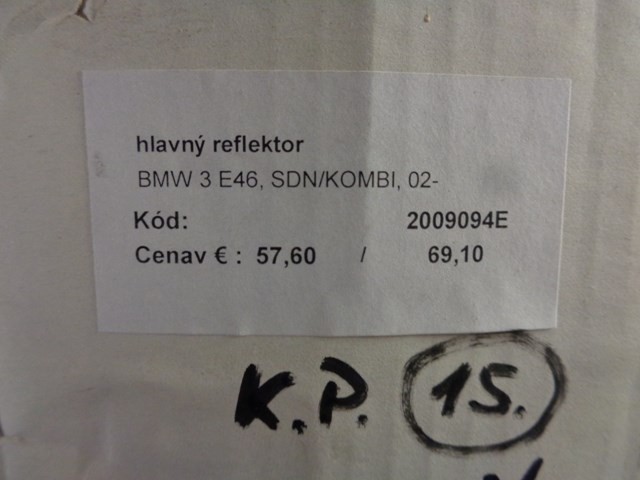 hlavný reflektor
BMW 3 E46, SDN/KOMBI, 02-
Kód: 2009094E
Cenav € : 57,60 / 69,10
K.P. 15.